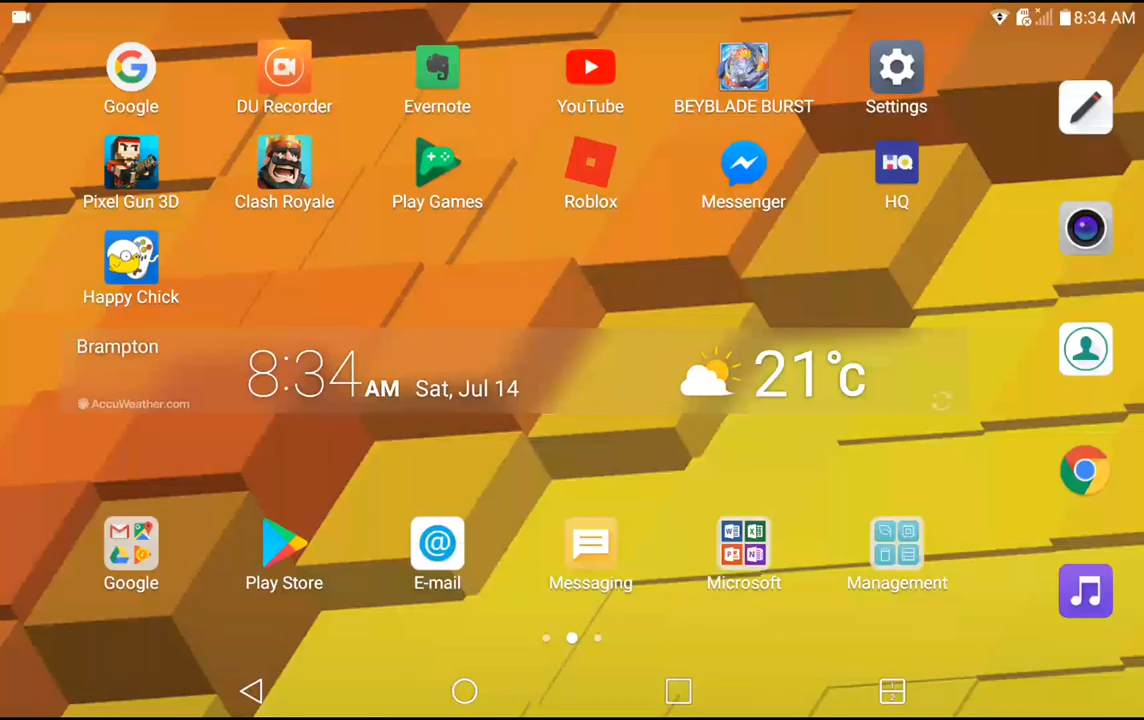 8:34 AM
Google DU Recorder Evernote YouTube BEYBLADE BURST Settings
HQ
Pixel Gun 3D Clash Royale Play Games Roblox Messenger HQ
Happy Chick
Brampton
8:34 AM Sat, Jul 14 21°c
AccuWeather.com
Google Play Store E-mail Messaging Microsoft Management